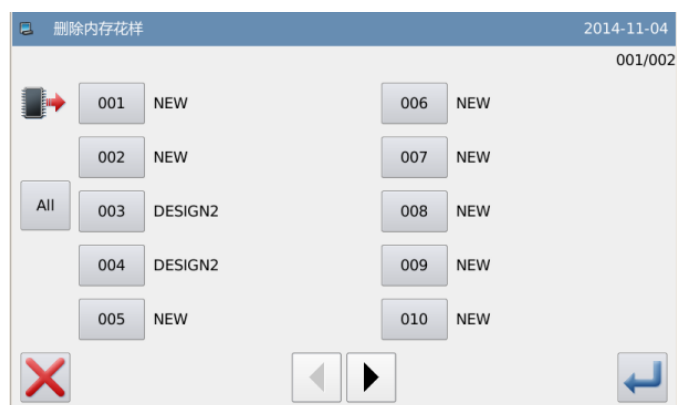 删除内存花样 2014-11-04
001/002
001 NEW 006 NEW
002 NEW 007 NEW
All
003 DESIGN2 008 NEW
004 DESIGN2 009 NEW
005 NEW 010 NEW